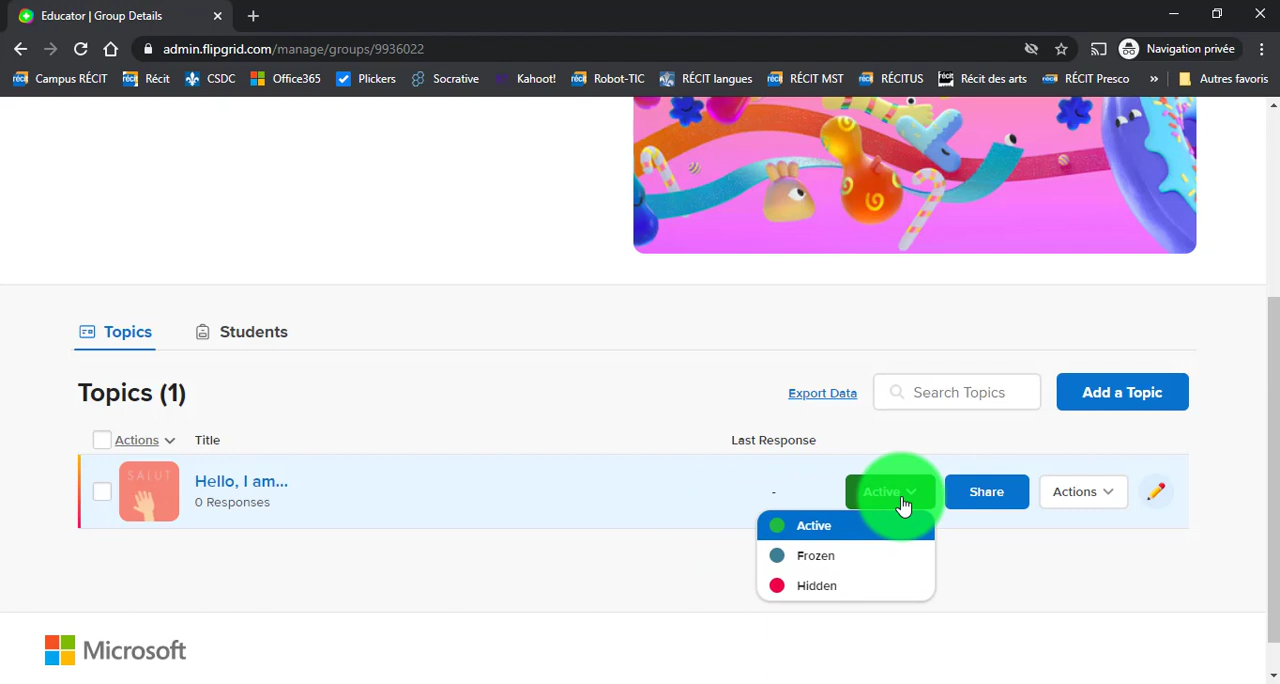 Educator | Group Details
admin.flipgrid.com/manage/groups/9936022
Navigation privée
Campus RÉCIT
Récit
CSDC
Office365
Plickers
Socrative
Kahoot!
Robot-TIC
RÉCIT langues
RÉCIT MST
RÉCITUS
Récit des arts
RÉCIT Presco
»
Autres favoris
Topics
Students
Topics (1)
Export Data
Search Topics
Add a Topic
Actions
Title
Last Response
SALUT
Hello, I am...
0 Responses
-
Active
Share
Actions
Active
Frozen
Hidden
Microsoft